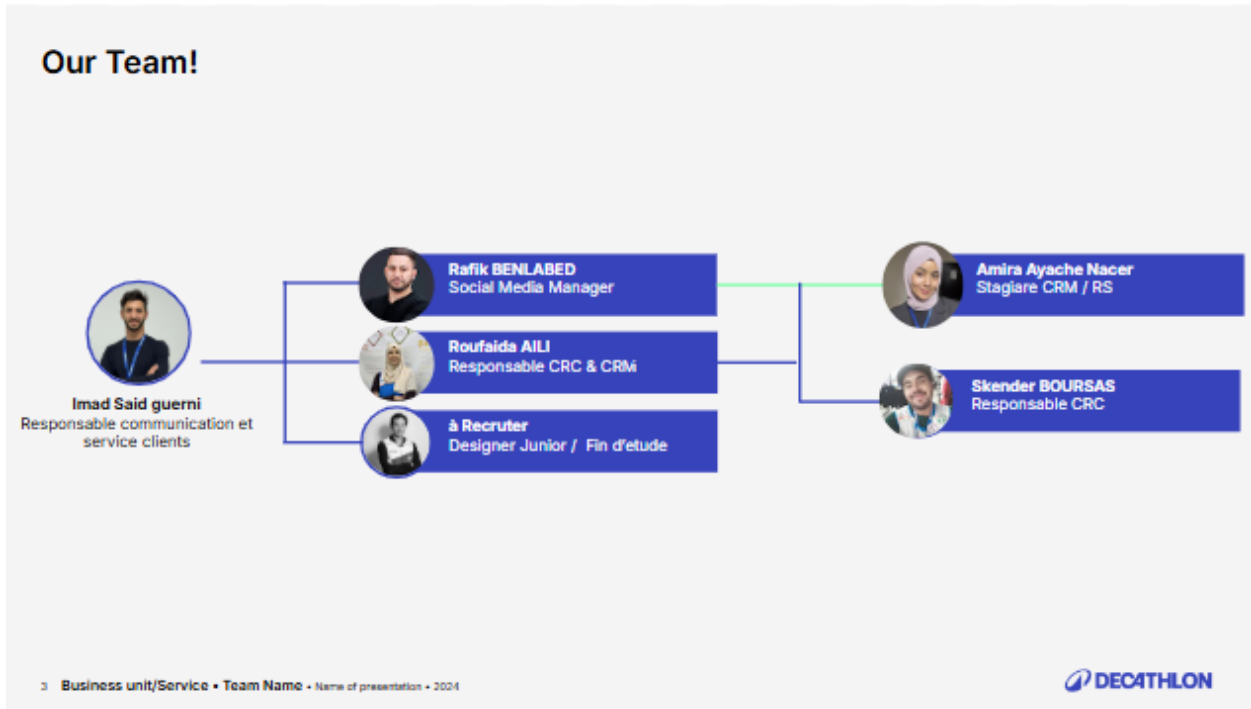 Our Team!
Imad Said guerni
Responsable communication et
service clients
Rafik BENLABED
Social Media Manager
Roufaida AILI
Responsable CRC & CRMi
à Recruter
Designer Junior / Fin d'etude
Amira Ayache Nacer
Stagiare CRM / RS
Skender BOURSAS
Responsable CRC
3 Business unit/Service • Team Name • Name of presentation • 2024
DECATHLON